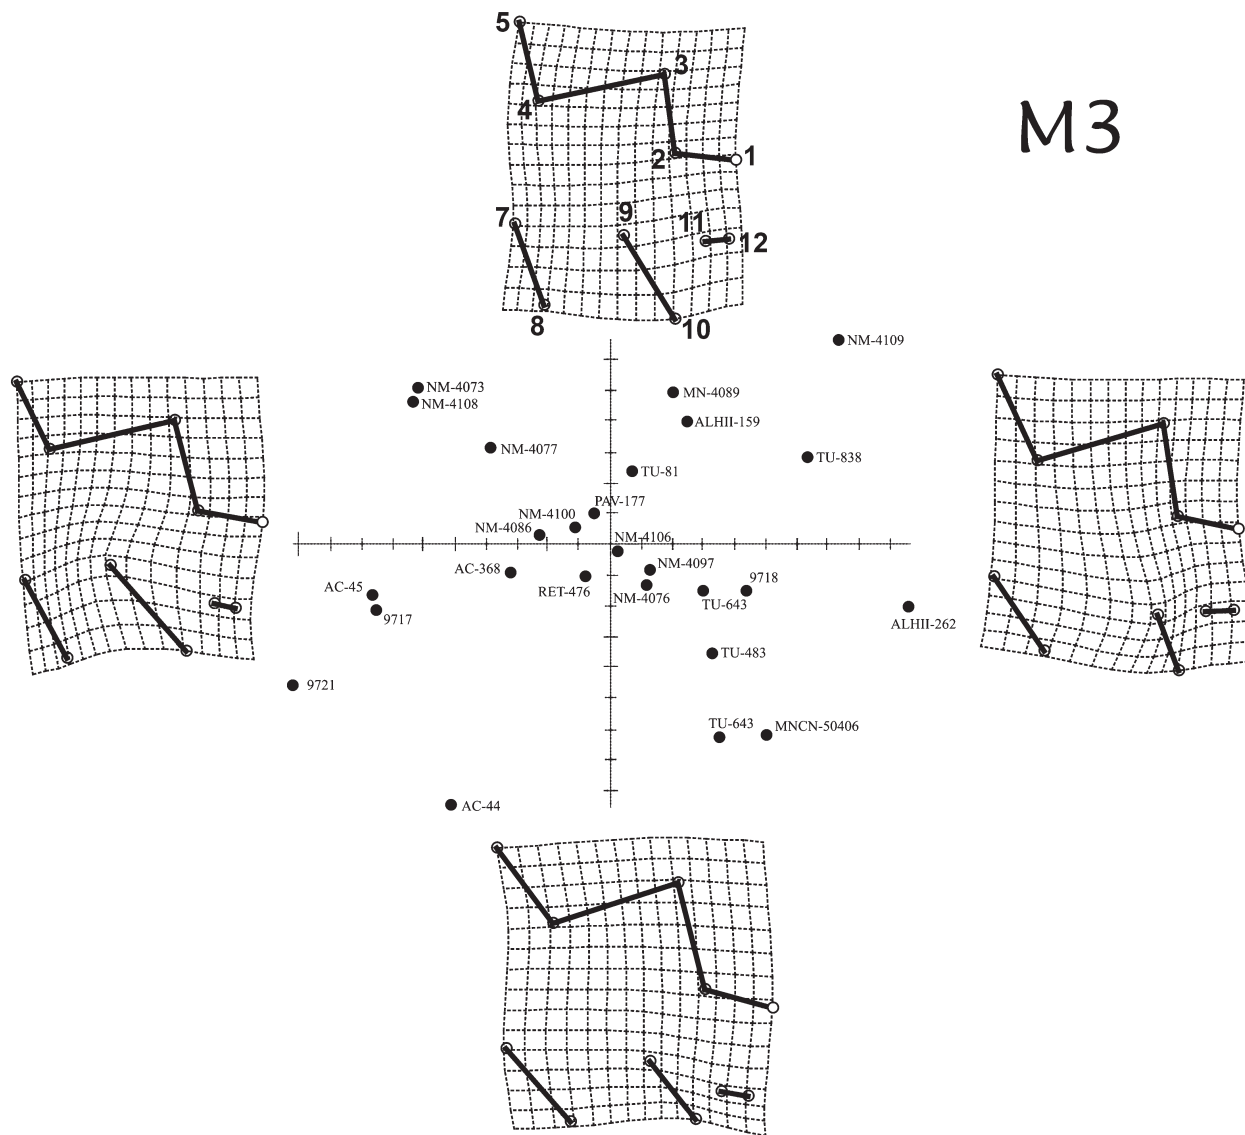 5
3
M3
4
2
1
7
9
11
12
8
10
NM-4109
NM-4073
MN-4089
NM-4108
ALHII-159
NM-4077
TU-838
TU-81
PAV-177
NM-4100
NM-4086
NM-4106
AC-368
NM-4097
9718
AC-45
RET-476
NM-4076
TU-643
9717
ALHII-262
TU-483
9721
TU-643
MNCN-50406
AC-44